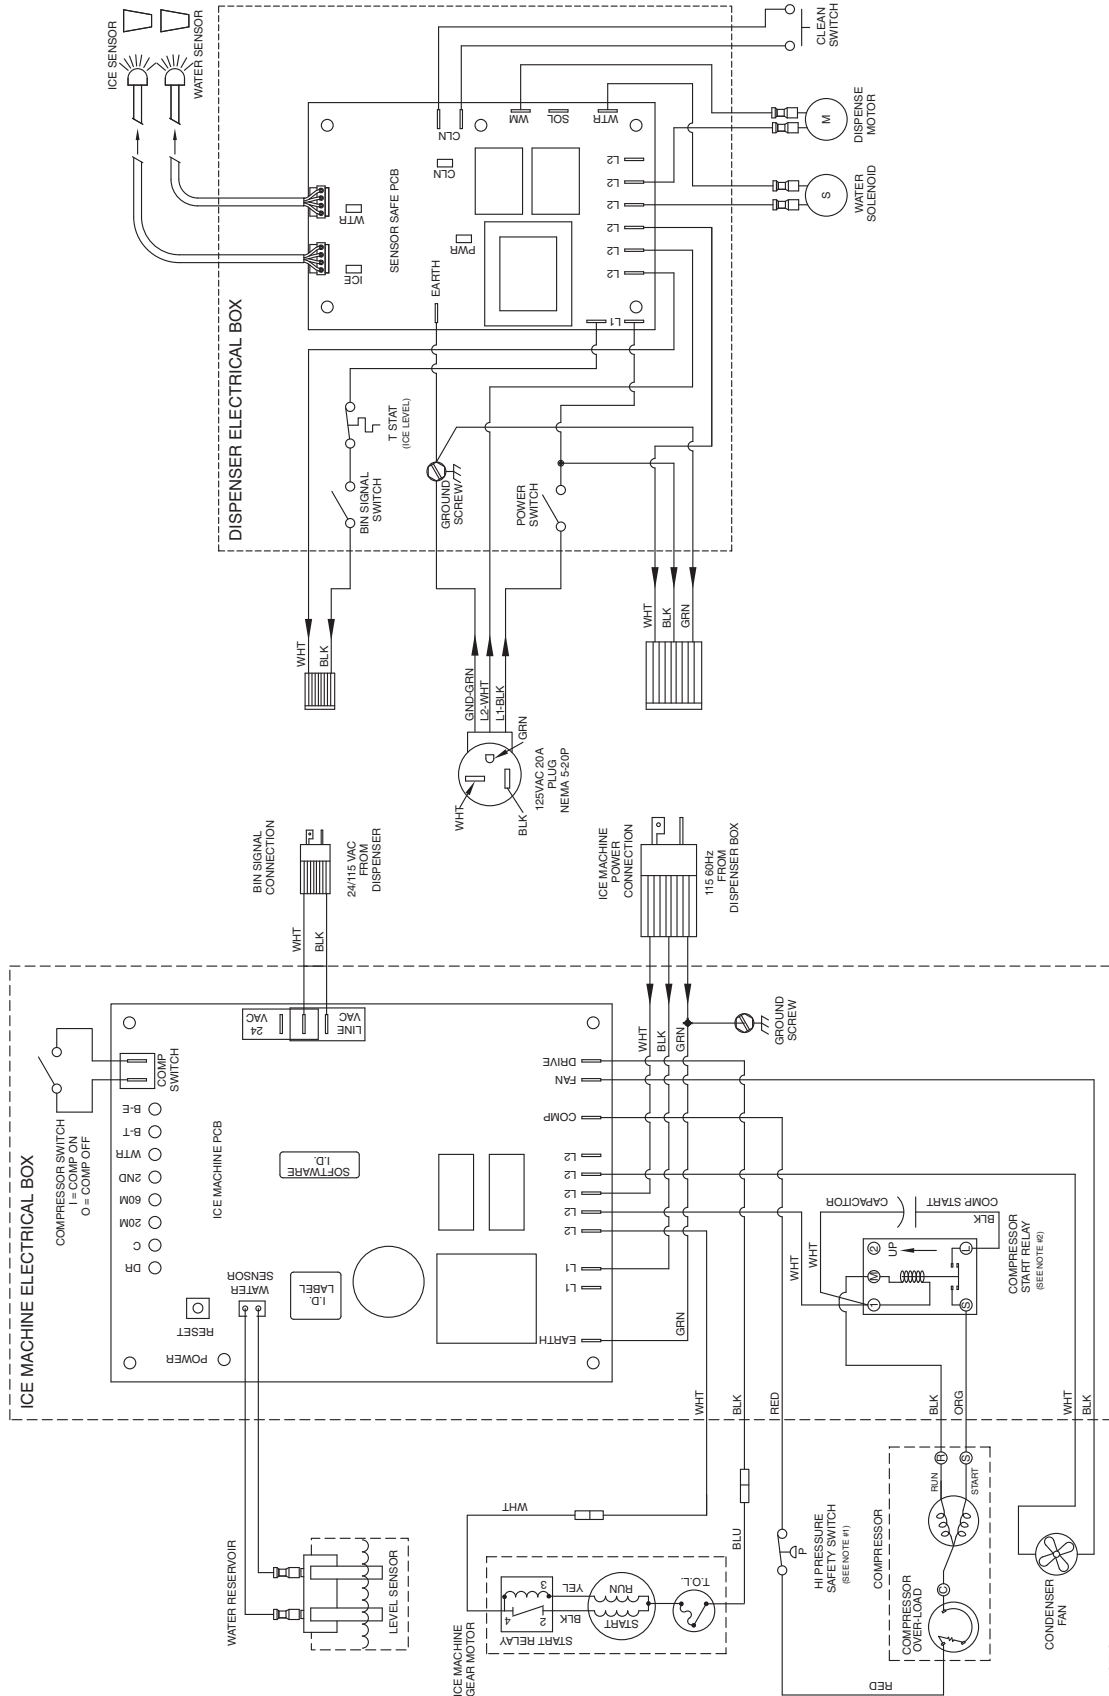 ICE SENSOR
WATER SENSOR
DISPENSER ELECTRICAL BOX
SENSOR SAFE PCB
WTR
ICE
CLN
CLN
PWR
EARTH
WM
SOL
WTR
L2
L2
L2
L2
L2
L2
L1
CLEAN
SWITCH
DISPENSE
MOTOR
M
WATER
SOLENOID
S
T STAT
(ICE LEVEL)
BIN SIGNAL
SWITCH
GROUND
SCREW
POWER
SWITCH
WHT
BLK
GND-GRN
L2-WHT
L1-BLK
WHT
BLK
GRN
WHT
BLK
GRN
125VAC 20A
PLUG
NEMA 5-20P
BIN SIGNAL
CONNECTION
24/115 VAC
FROM
DISPENSER
WHT
BLK
ICE MACHINE
POWER
CONNECTION
115 60Hz
FROM
DISPENSER BOX
ICE MACHINE ELECTRICAL BOX
COMPRESSOR SWITCH
I = COMP ON
O = COMP OFF
COMP
SWITCH
24
VAC
LINE
VAC
B-E
B-T
WTR
2ND
60M
20M
C
DR
ICE MACHINE PCB
SOFTWARE
I.D.
I.D.
LABEL
WATER
SENSOR
RESET
POWER
DRIVE
FAN
COMP
L2
L2
L2
L2
L2
L1
L1
EARTH
WHT
BLK
GRN
GROUND
SCREW
GRN
WHT
WHT
CAPACITOR
COMP. START
BLK
2
UP
M
L
1
S
COMPRESSOR
START RELAY
(SEE NOTE #2)
WHT
BLK
RED
BLK
ORG
WHT
BLK
WATER RESERVOIR
LEVEL SENSOR
WHT
BLU
ICE MACHINE
GEAR MOTOR
START RELAY
4
3
2
YEL
BLK
RUN
START
T.O.L.
P
HI PRESSURE
SAFETY SWITCH
(SEE NOTE #1)
COMPRESSOR
COMPRESSOR
OVER-LOAD
RUN
R
START
S
C
RED
CONDENSER
FAN